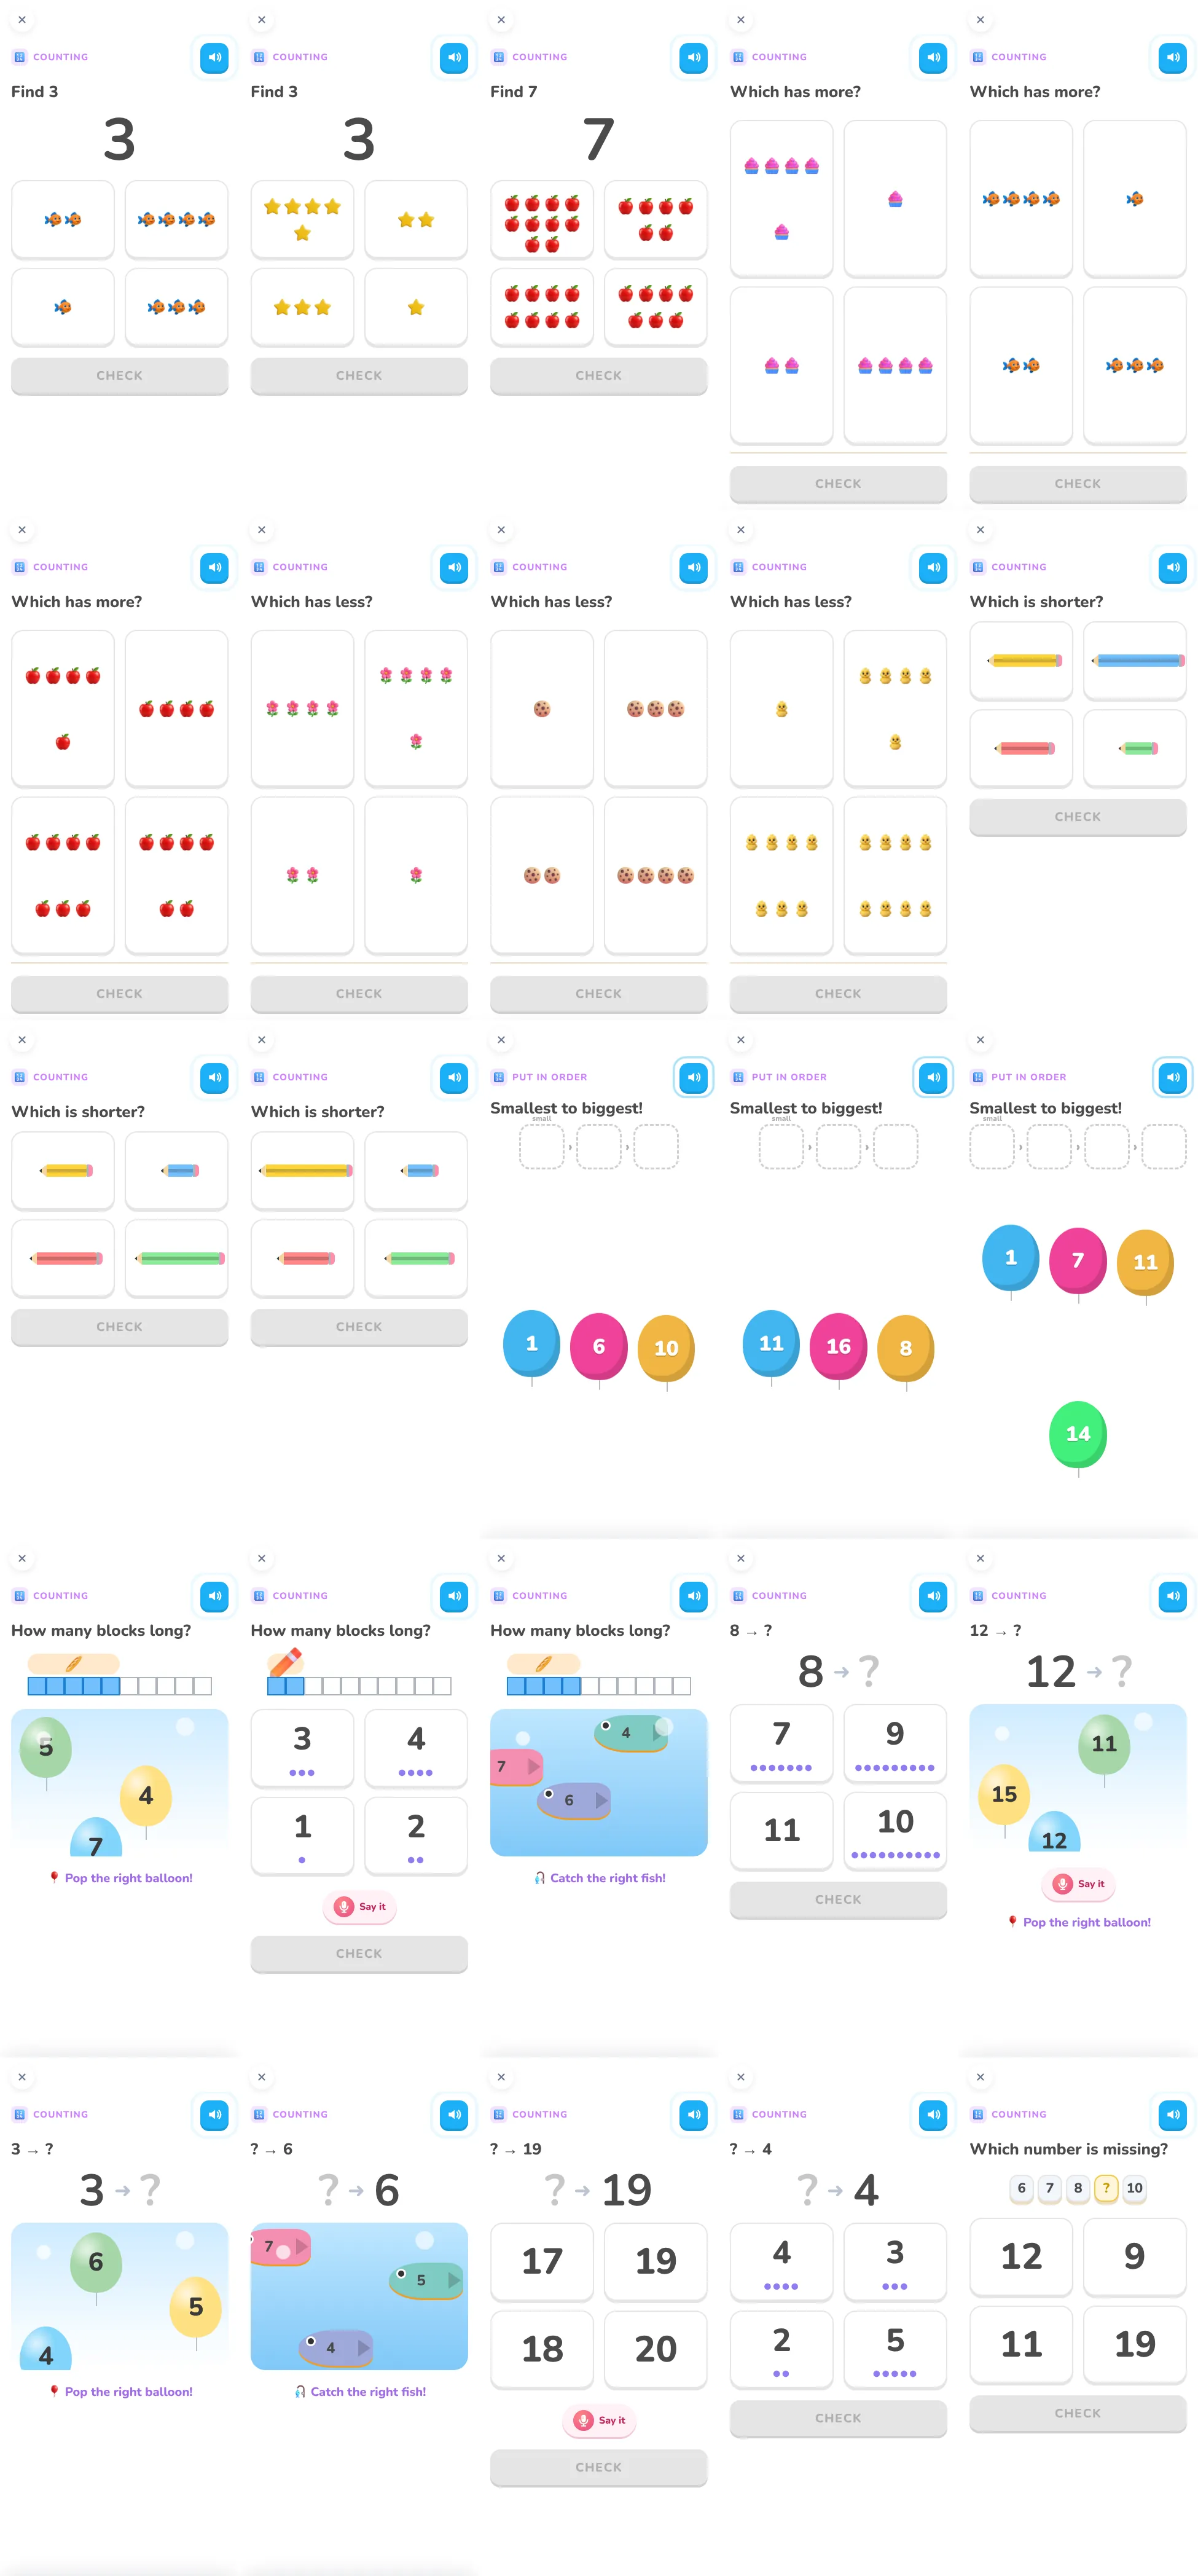 COUNTING
Find 3
3
CHECK
COUNTING
Find 3
3
CHECK
COUNTING
Find 7
7
CHECK
COUNTING
Which has more?
CHECK
COUNTING
Which has more?
CHECK
COUNTING
Which has more?
CHECK
COUNTING
Which has less?
CHECK
COUNTING
Which has less?
CHECK
COUNTING
Which has less?
CHECK
COUNTING
Which is shorter?
CHECK
COUNTING
Which is shorter?
CHECK
COUNTING
Which is shorter?
CHECK
PUT IN ORDER
Smallest to biggest!
small
1 6 10
PUT IN ORDER
Smallest to biggest!
small
11 16 8
PUT IN ORDER
Smallest to biggest!
small
1 7 11
14
COUNTING
How many blocks long?
5
4
7
Pop the right balloon!
COUNTING
How many blocks long?
3 4
1 2
Say it
CHECK
COUNTING
How many blocks long?
4
7
6
Catch the right fish!
COUNTING
8 → ?
8 → ?
7 9
11 10
CHECK
COUNTING
12 → ?
12 → ?
11
15
12
Say it
Pop the right balloon!
COUNTING
3 → ?
3 → ?
6
5
4
Pop the right balloon!
COUNTING
? → 6
? → 6
7
5
4
Catch the right fish!
COUNTING
? → 19
? → 19
17 19
18 20
Say it
CHECK
COUNTING
? → 4
? → 4
4 3
2 5
CHECK
COUNTING
Which number is missing?
6 7 8 ? 10
12 9
11 19
CHECK